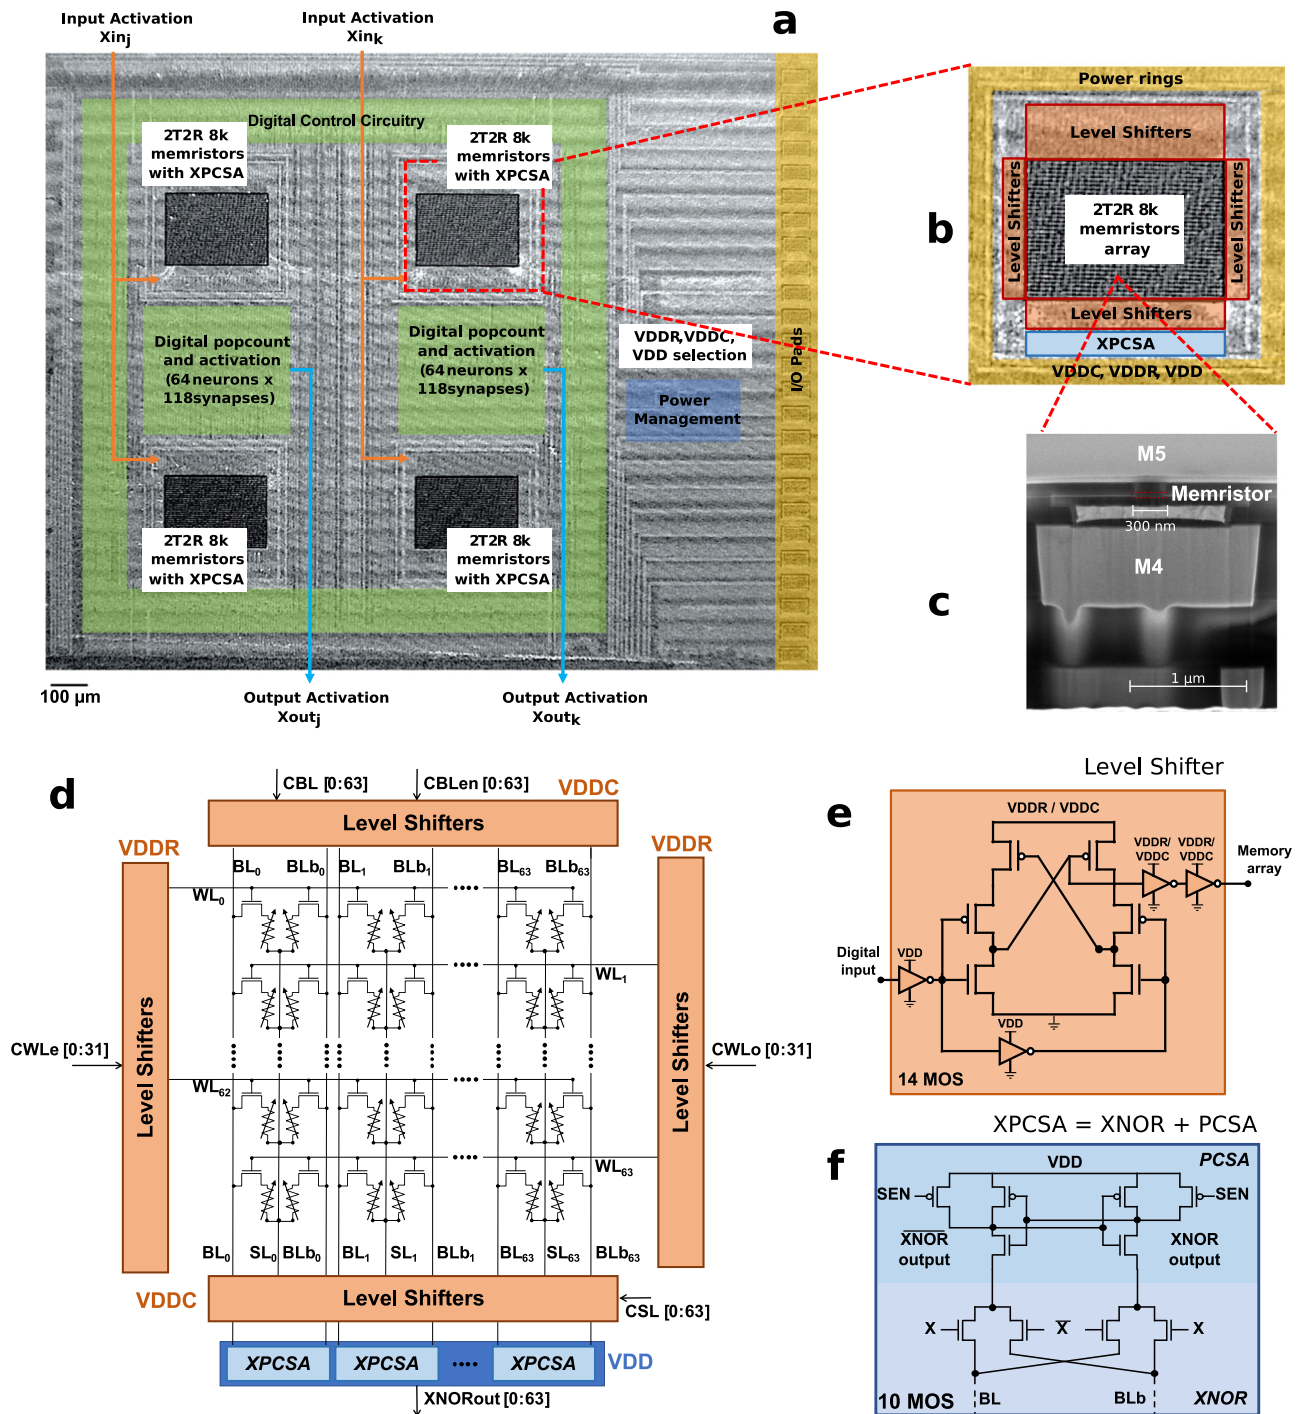 Input Activation
Xinj
Input Activation
Xink
a
Digital Control Circuitry
2T2R 8k
memristors
with XPCSA
2T2R 8k
memristors
with XPCSA
Digital popcount
and activation
(64neurons x
118synapses)
Digital popcount
and activation
(64neurons x
118synapses)
VDDR,VDDC,
VDD selection
Power
Management
I/O Pads
2T2R 8k
memristors
with XPCSA
2T2R 8k
memristors
with XPCSA
100 μm
Output Activation
Xoutj
Output Activation
Xoutk
b
Power rings
Level Shifters
Level Shifters
2T2R 8k
memristors
array
Level Shifters
Level Shifters
XPCSA
VDDC, VDDR, VDD
c
M5
Memristor
300 nm
M4
1 μm
d
CBL [0:63]
CBLen [0:63]
VDDC
Level Shifters
VDDR
VDDR
BL0
BLb0
BL1
BLb1
BL63
BLb63
WL0
WL1
Level Shifters
Level Shifters
CWLe [0:31]
CWLo [0:31]
WL62
WL63
BL0
SL0
BLb0
BL1
SL1
BLb1
BL63
SL63
BLb63
VDDC
Level Shifters
CSL [0:63]
XPCSA
XPCSA
XPCSA
VDD
XNORout [0:63]
Level Shifter
e
VDDR / VDDC
VDDR/
VDDC
VDDR/
VDDC
Memory
array
Digital
input
VDD
VDD
14 MOS
XPCSA = XNOR + PCSA
f
VDD
PCSA
SEN
SEN
XNOR
output
XNOR
output
X
X
X
10 MOS
BL
BLb
XNOR